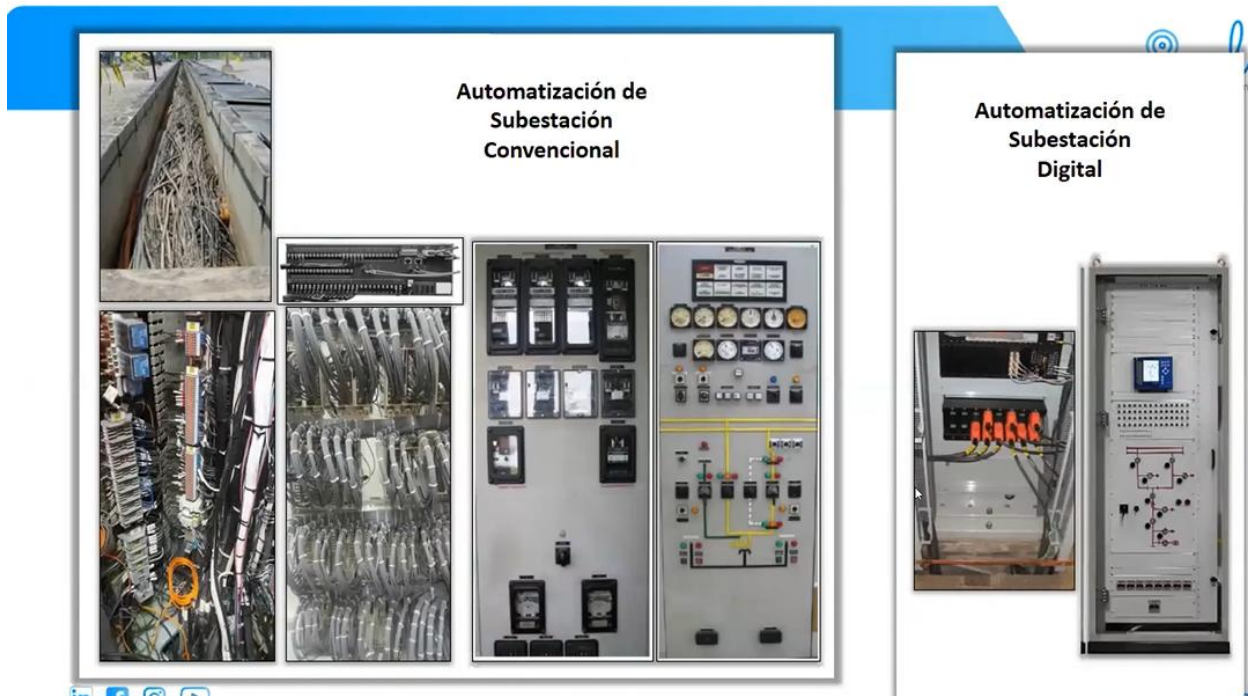 Automatización de
Subestación
Convencional
Automatización de
Subestación
Digital